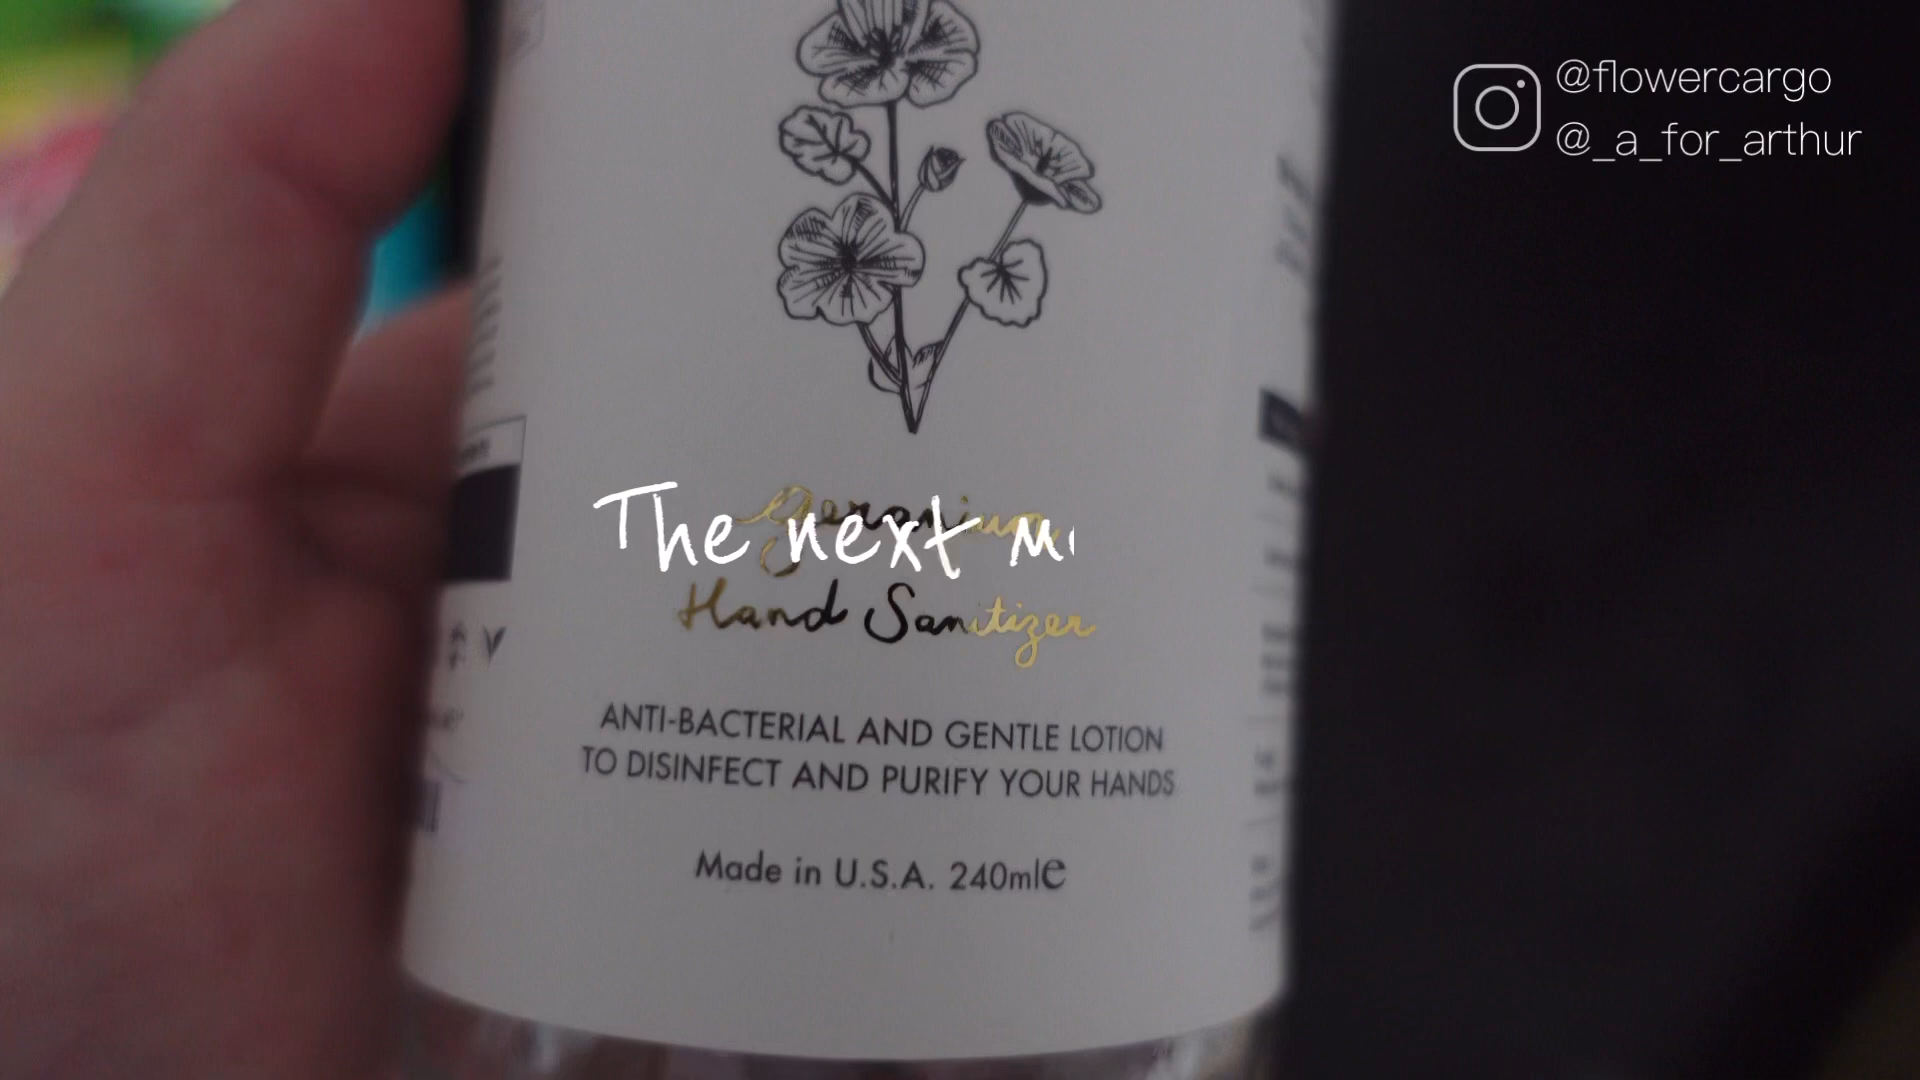 @flowercargo
@_a_for_arthur
The next
Geranium
Hand Sanitizer
ANTI-BACTERIAL AND GENTLE LOTION
TO DISINFECT AND PURIFY YOUR HANDS
Made in U.S.A. 240ml℮